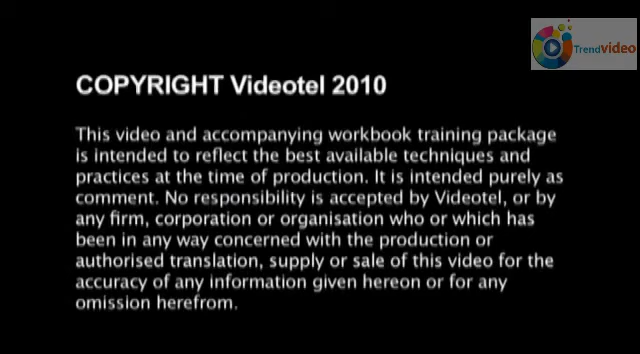 TrendVideo
COPYRIGHT Videotel 2010
This video and accompanying workbook training package
is intended to reflect the best available techniques and
practices at the time of production. It is intended purely as
comment. No responsibility is accepted by Videotel, or by
any firm, corporation or organisation who or which has
been in any way concerned with the production or
authorised translation, supply or sale of this video for the
accuracy of any information given hereon or for any
omission herefrom.